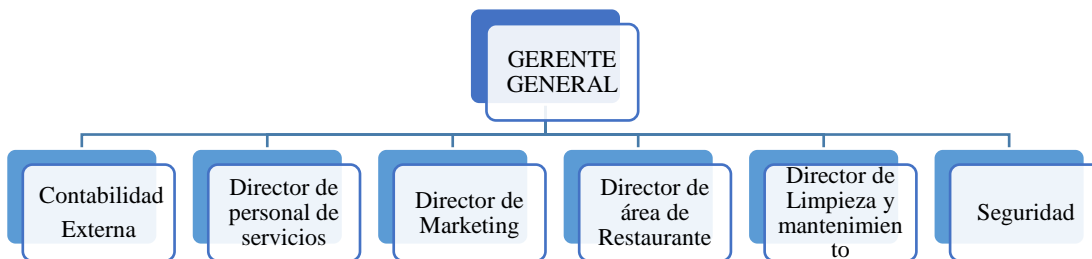 GERENTE
GENERAL
Contabilidad
Externa
Director de
personal de
servicios
Director de
Marketing
Director de
área de
Restaurante
Director de
Limpieza y
mantenimien
to
Seguridad